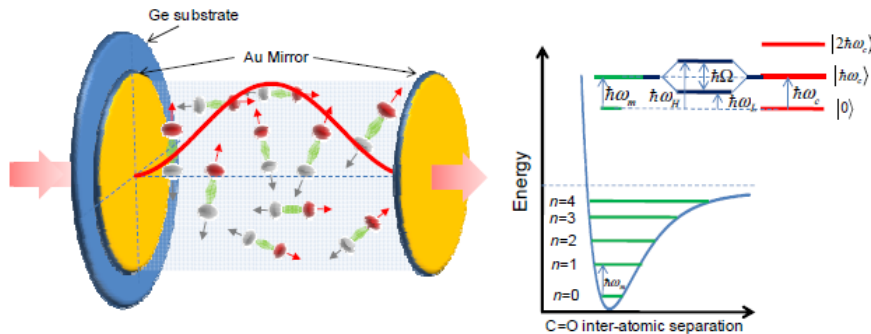 Ge substrate
Au Mirror
Energy
|2ħω_c⟩
ħΩ
|ħω_c⟩
ħω_m
ħω_H
ħω_L
ħω_c
|0⟩
n=4
n=3
n=2
n=1
ħω_m
n=0
C=O inter-atomic separation